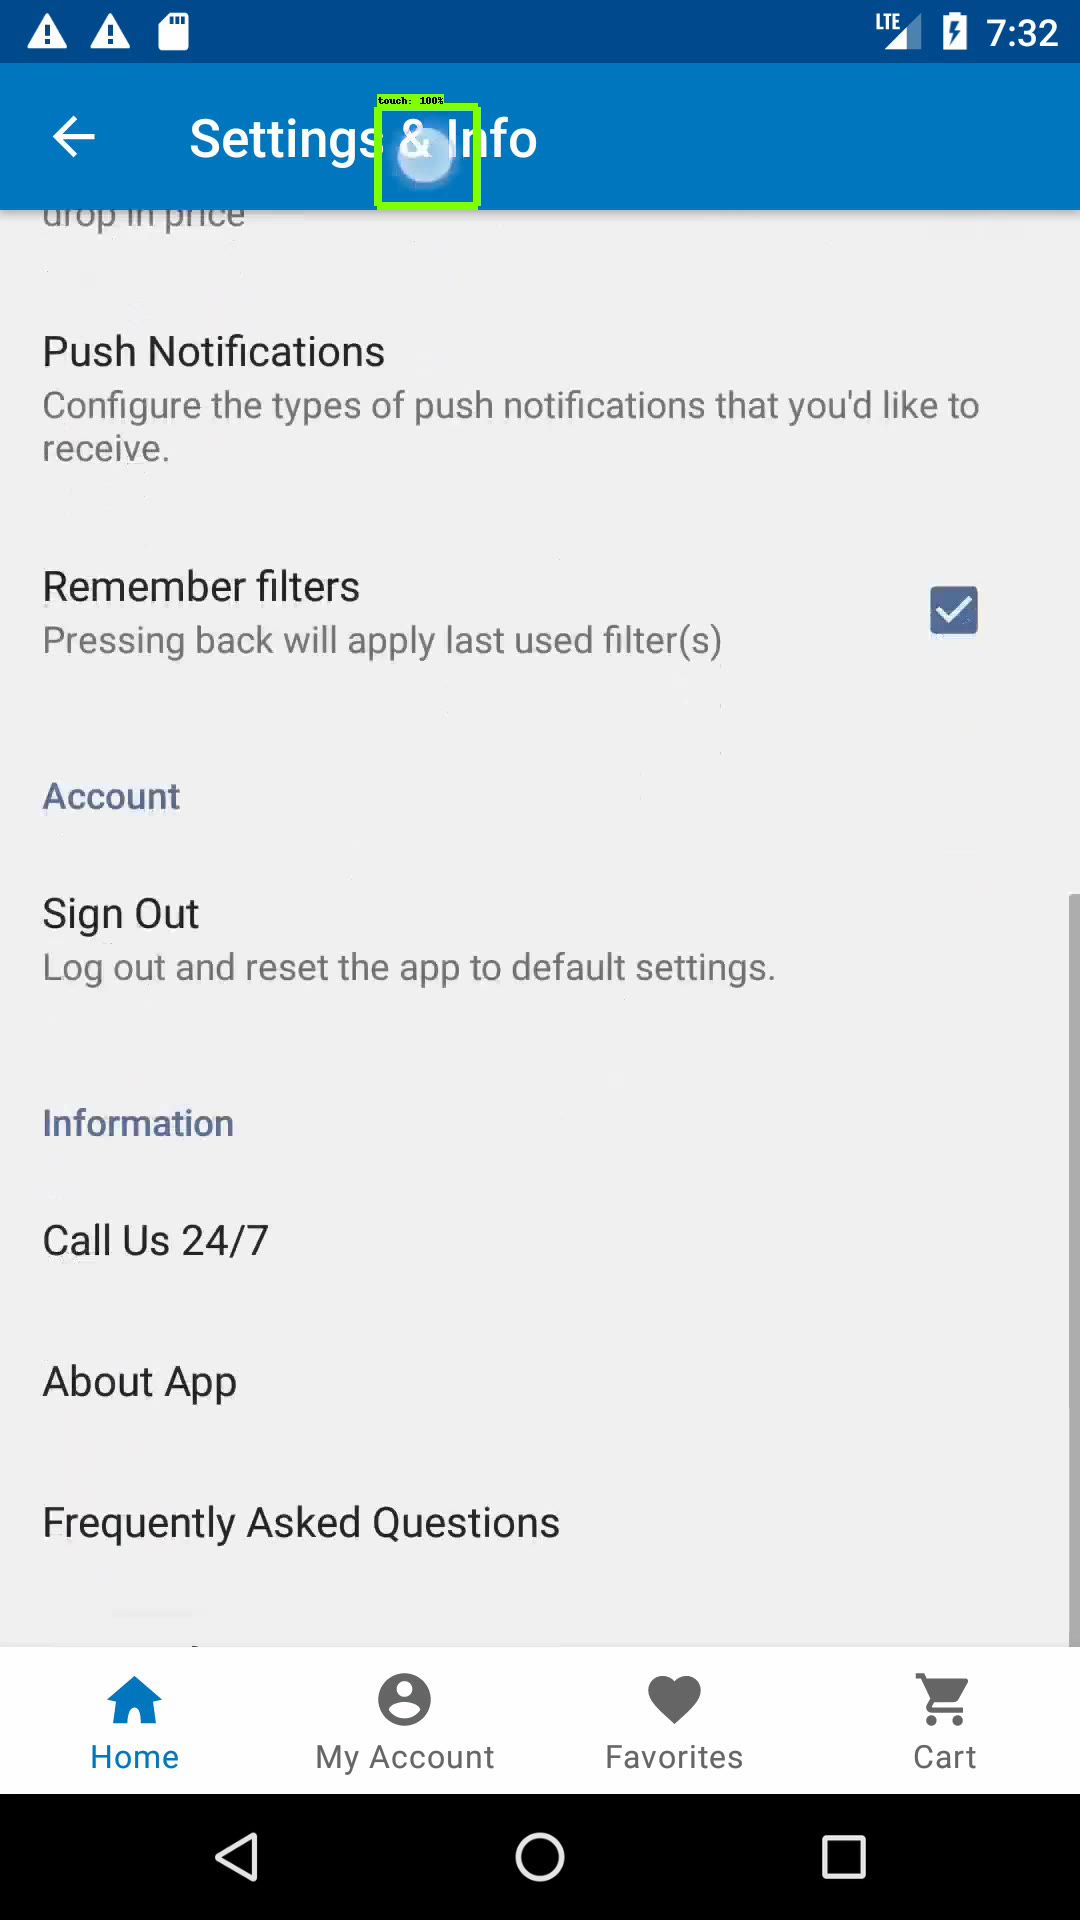 LTE 7:32
touch: 100%
Settings & Info
drop in price
Push Notifications
Configure the types of push notifications that you'd like to
receive.
Remember filters
Pressing back will apply last used filter(s)
Account
Sign Out
Log out and reset the app to default settings.
Information
Call Us 24/7
About App
Frequently Asked Questions
Home My Account Favorites Cart